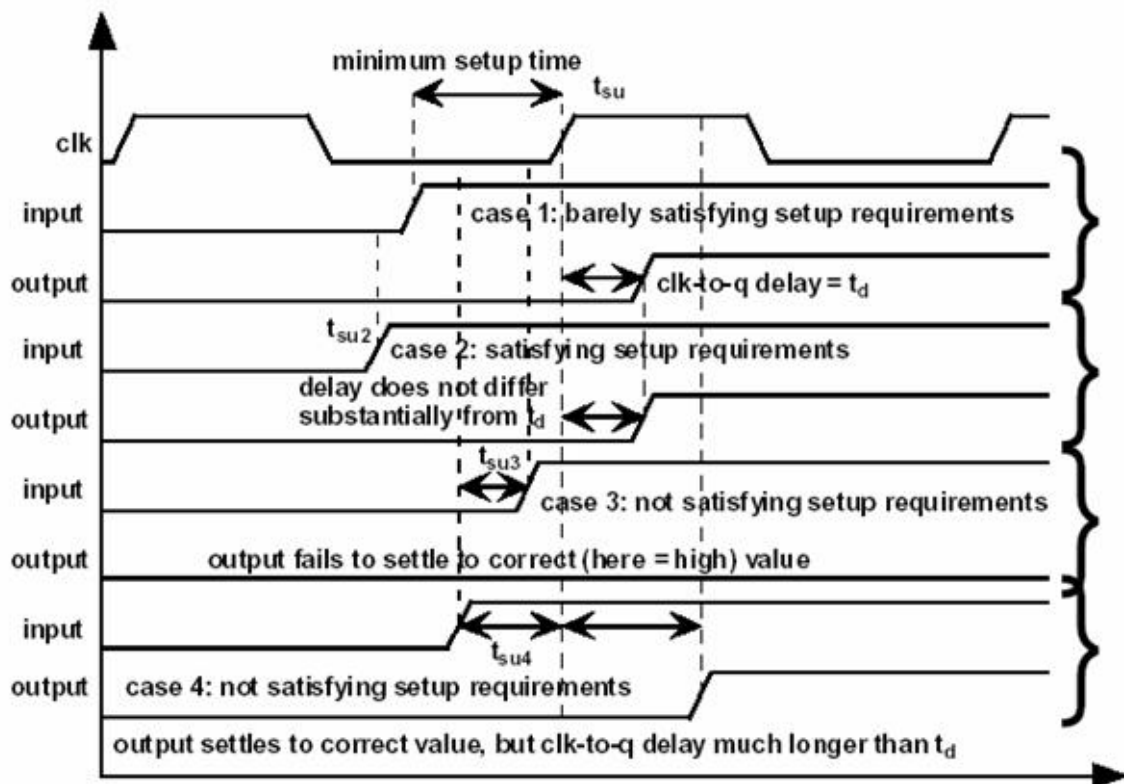 minimum setup time
tsu
clk
input
case 1: barely satisfying setup requirements
output
clk-to-q delay = td
tsu2
input
case 2: satisfying setup requirements
delay does not differ
substantially from td
output
tsu3
input
case 3: not satisfying setup requirements
output
output fails to settle to correct (here = high) value
input
tsu4
output
case 4: not satisfying setup requirements
output settles to correct value, but clk-to-q delay much longer than td